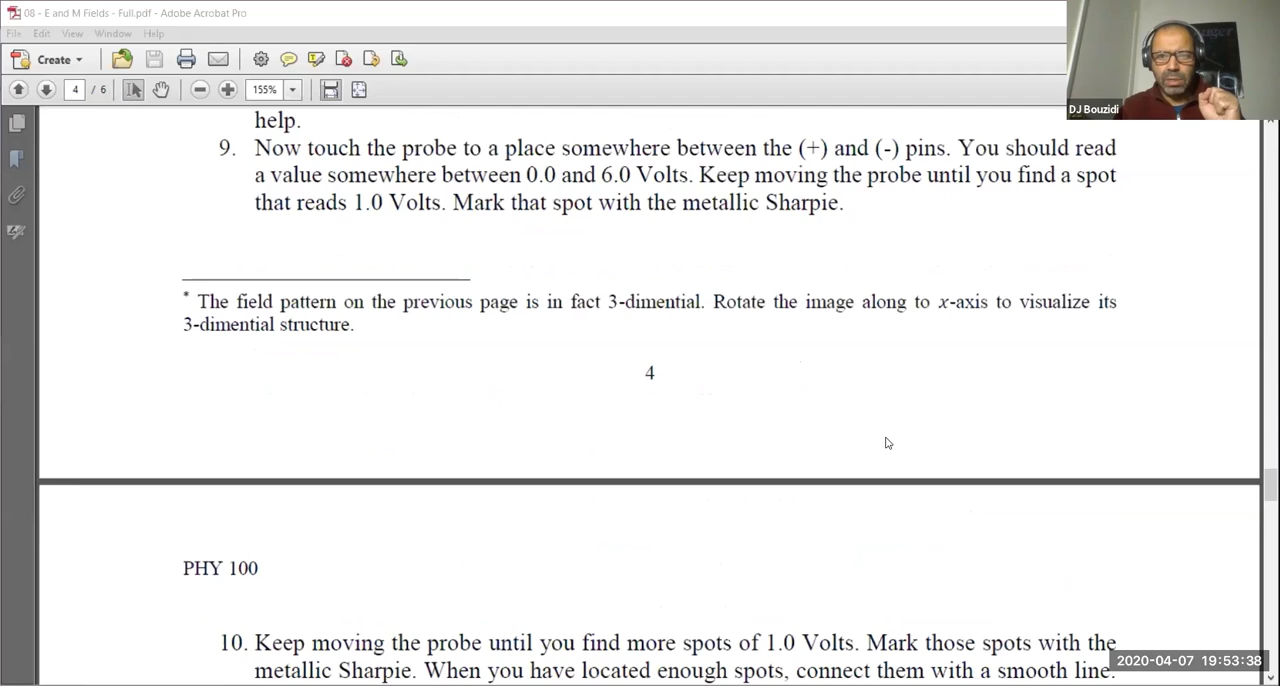 08 - E and M Fields - Full.pdf - Adobe Acrobat Pro
File Edit View Window Help
Create
4 / 6 155%
DJ Bouzidi
help.
9. Now touch the probe to a place somewhere between the (+) and (-) pins. You should read
a value somewhere between 0.0 and 6.0 Volts. Keep moving the probe until you find a spot
that reads 1.0 Volts. Mark that spot with the metallic Sharpie.
* The field pattern on the previous page is in fact 3-dimential. Rotate the image along to x-axis to visualize its
3-dimential structure.
4
PHY 100
10. Keep moving the probe until you find more spots of 1.0 Volts. Mark those spots with the
metallic Sharpie. When you have located enough spots, connect them with a smooth line.
2020-04-07 19:53:38